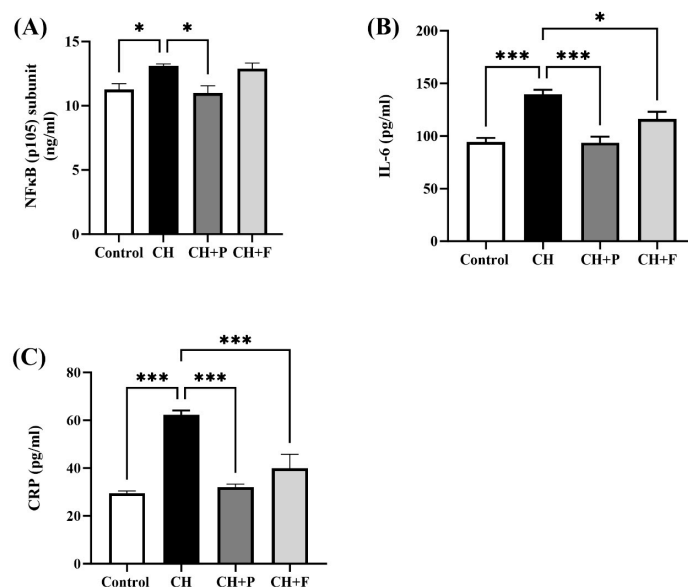 (A)
*
*
15
10
5
0
NFκB (p105) subunit
(ng/ml)
Control
CH
CH+P
CH+F
(B)
*
***
***
200
150
100
50
0
IL-6 (pg/ml)
Control
CH
CH+P
CH+F
(C)
***
***
***
80
60
40
20
0
CRP
(pg/ml)
Control
CH
CH+P
CH+F